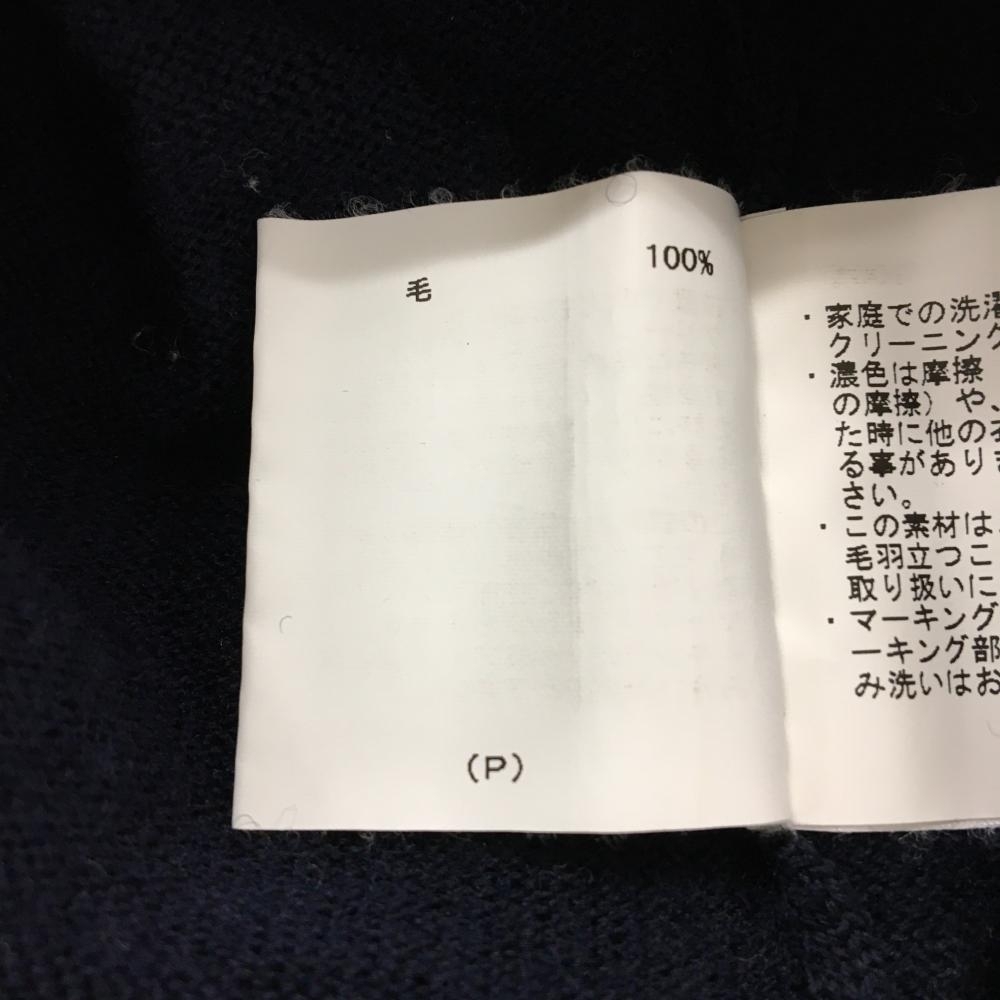 毛 100%
(P)
・家庭での洗濯
クリーニング
・濃色は摩擦
の摩擦）や、
た時に他の
る事がありま
さい。
・この素材は、
毛羽立つこ
取り扱いに
・マーキング
ーキング部
み洗いはお